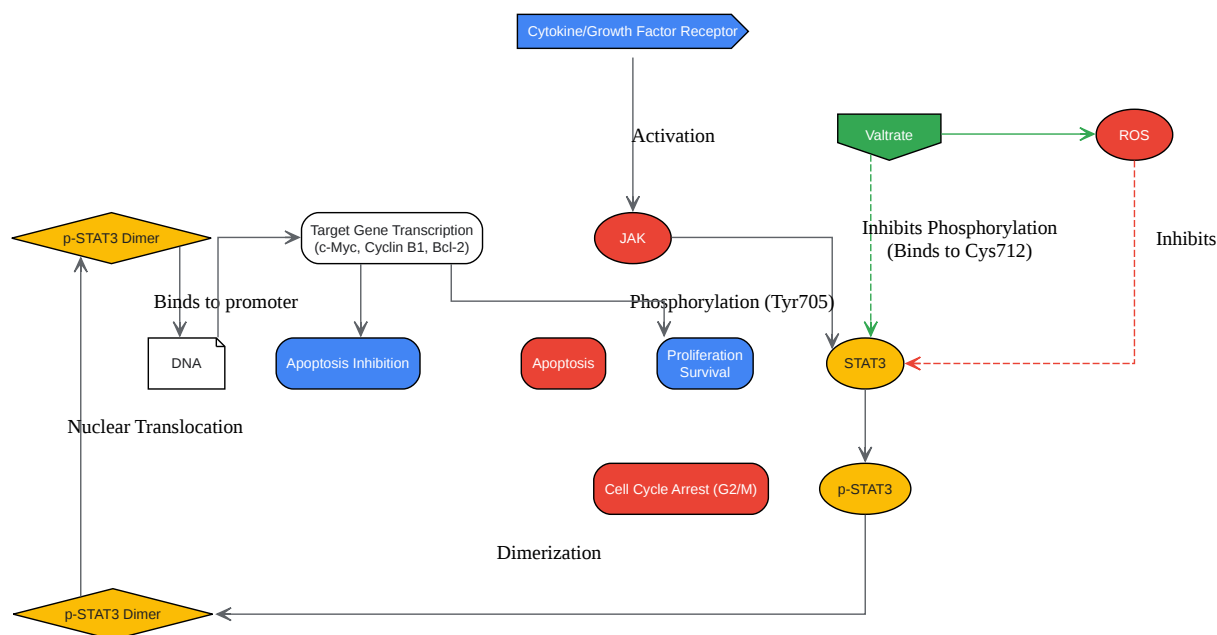 Cytokine/Growth Factor Receptor
Activation
Valtrate
ROS
p-STAT3 Dimer
Target Gene Transcription
(c-Myc, Cyclin B1, Bcl-2)
JAK
Inhibits Phosphorylation
(Binds to Cys712)
Inhibits
Binds to promoter
Phosphorylation (Tyr705)
DNA
Apoptosis Inhibition
Apoptosis
Proliferation
Survival
STAT3
Nuclear Translocation
Cell Cycle Arrest (G2/M)
p-STAT3
Dimerization
p-STAT3 Dimer